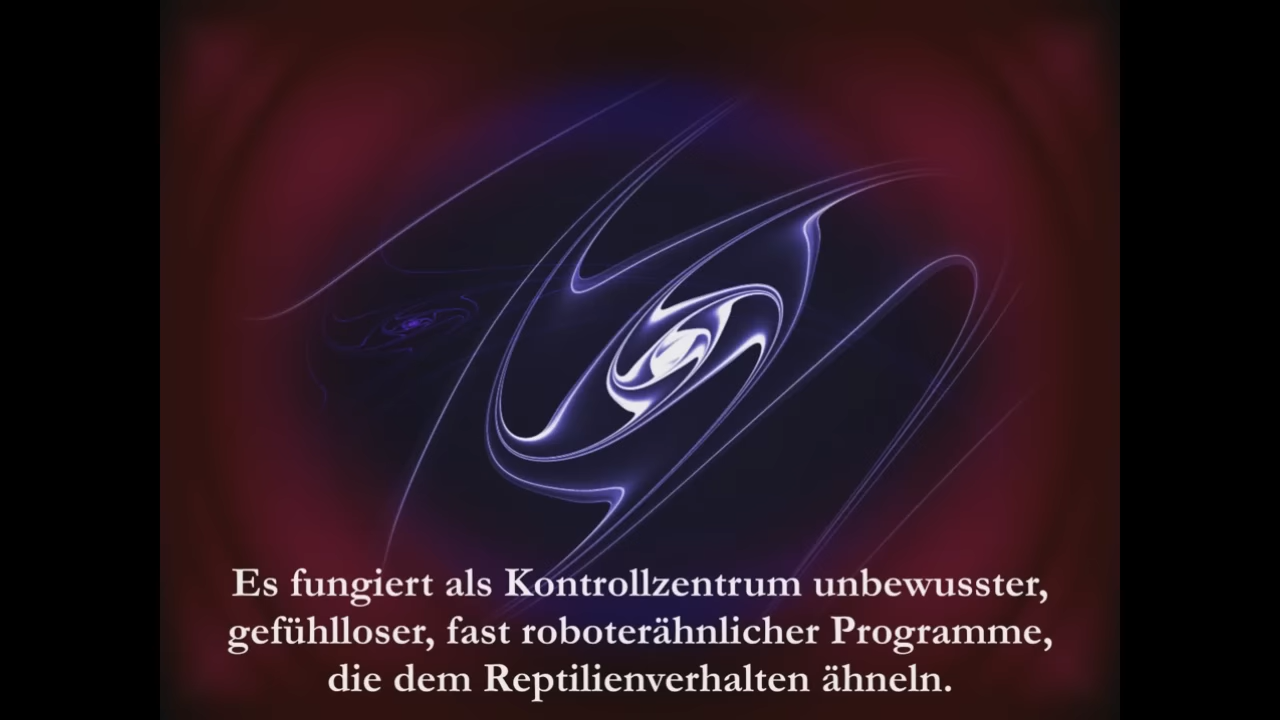 Es fungiert als Kontrollzentrum unbewusster,
gefühlloser, fast roboterähnlicher Programme,
die dem Reptilienverhalten ähneln.